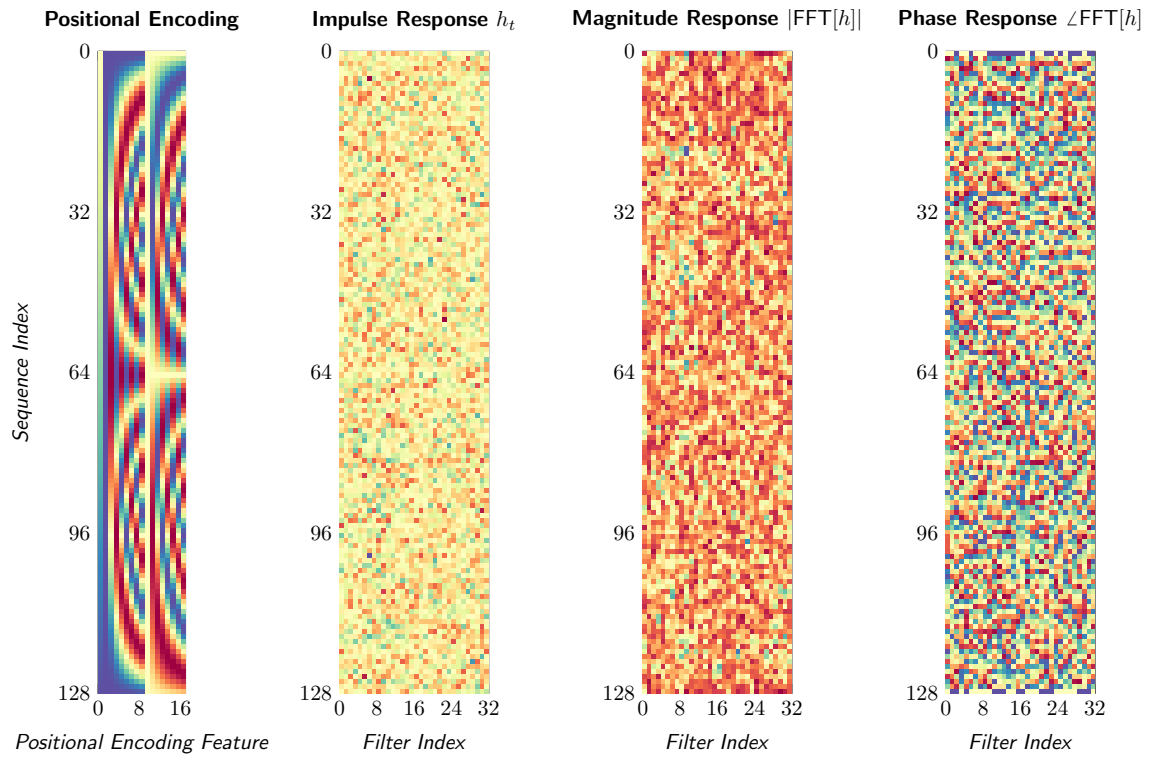 Positional Encoding
Impulse Response hₜ
Magnitude Response |FFT[h]|
Phase Response ∠FFT[h]
Sequence Index
0
32
64
96
128
0 8 16
Positional Encoding Feature
0
32
64
96
128
0 8 16 24 32
Filter Index
0
32
64
96
128
0 8 16 24 32
Filter Index
0
32
64
96
128
0 8 16 24 32
Filter Index